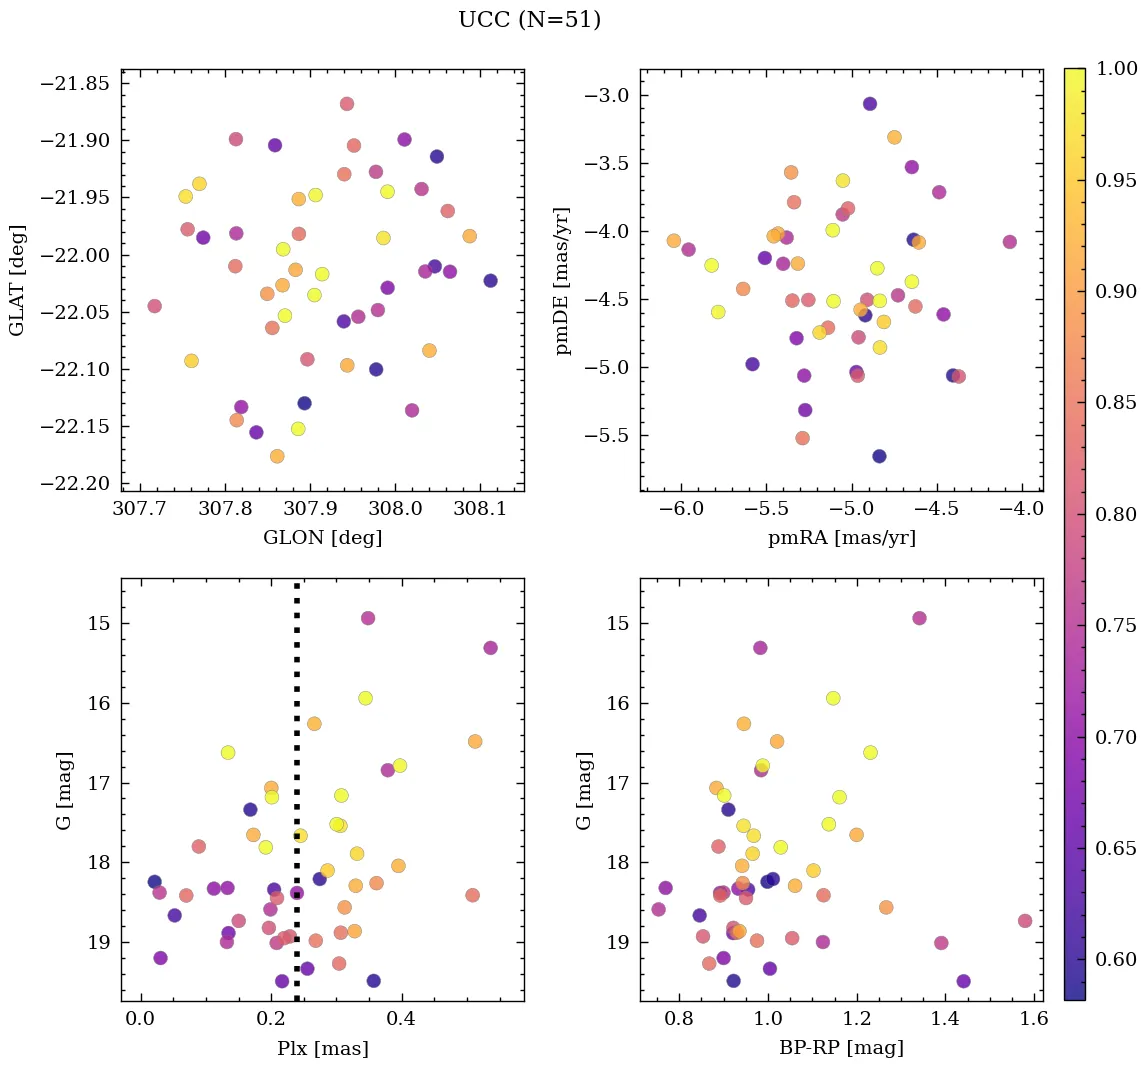 UCC (N=51)
−21.85
−21.90
−21.95
−22.00
−22.05
−22.10
−22.15
−22.20
GLAT [deg]
307.7 307.8 307.9 308.0 308.1
GLON [deg]
−3.0
−3.5
−4.0
−4.5
−5.0
−5.5
pmDE [mas/yr]
−6.0 −5.5 −5.0 −4.5 −4.0
pmRA [mas/yr]
15
16
17
18
19
G [mag]
0.0 0.2 0.4
Plx [mas]
15
16
17
18
19
G [mag]
0.8 1.0 1.2 1.4 1.6
BP-RP [mag]
1.00
0.95
0.90
0.85
0.80
0.75
0.70
0.65
0.60